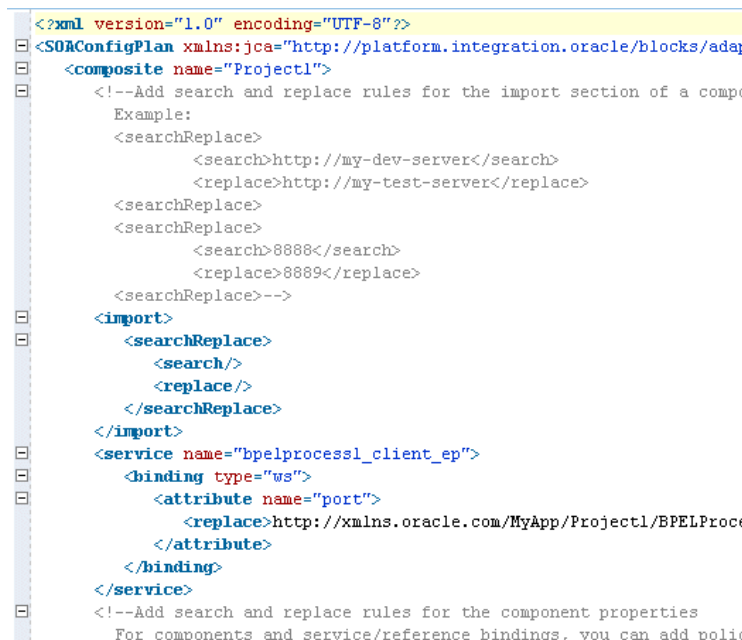 <?xml version="1.0" encoding="UTF-8"?>
<SOAConfigPlan xmlns:jca="http://platform.integration.oracle/blocks/adap
<composite name="Project1">
<!--Add search and replace rules for the import section of a compo
Example:
<searchReplace>
<search>http://my-dev-server</search>
<replace>http://my-test-server</replace>
<searchReplace>
<searchReplace>
<search>8888</search>
<replace>8889</replace>
<searchReplace>-->
<import>
<searchReplace>
<search/>
<replace/>
</searchReplace>
</import>
<service name="bpelprocess1_client_ep">
<binding type="ws">
<attribute name="port">
<replace>http://xmlns.oracle.com/MyApp/Project1/BPELProce
</attribute>
</binding>
</service>
<!--Add search and replace rules for the component properties
For components and service/reference bindings, you can add polic